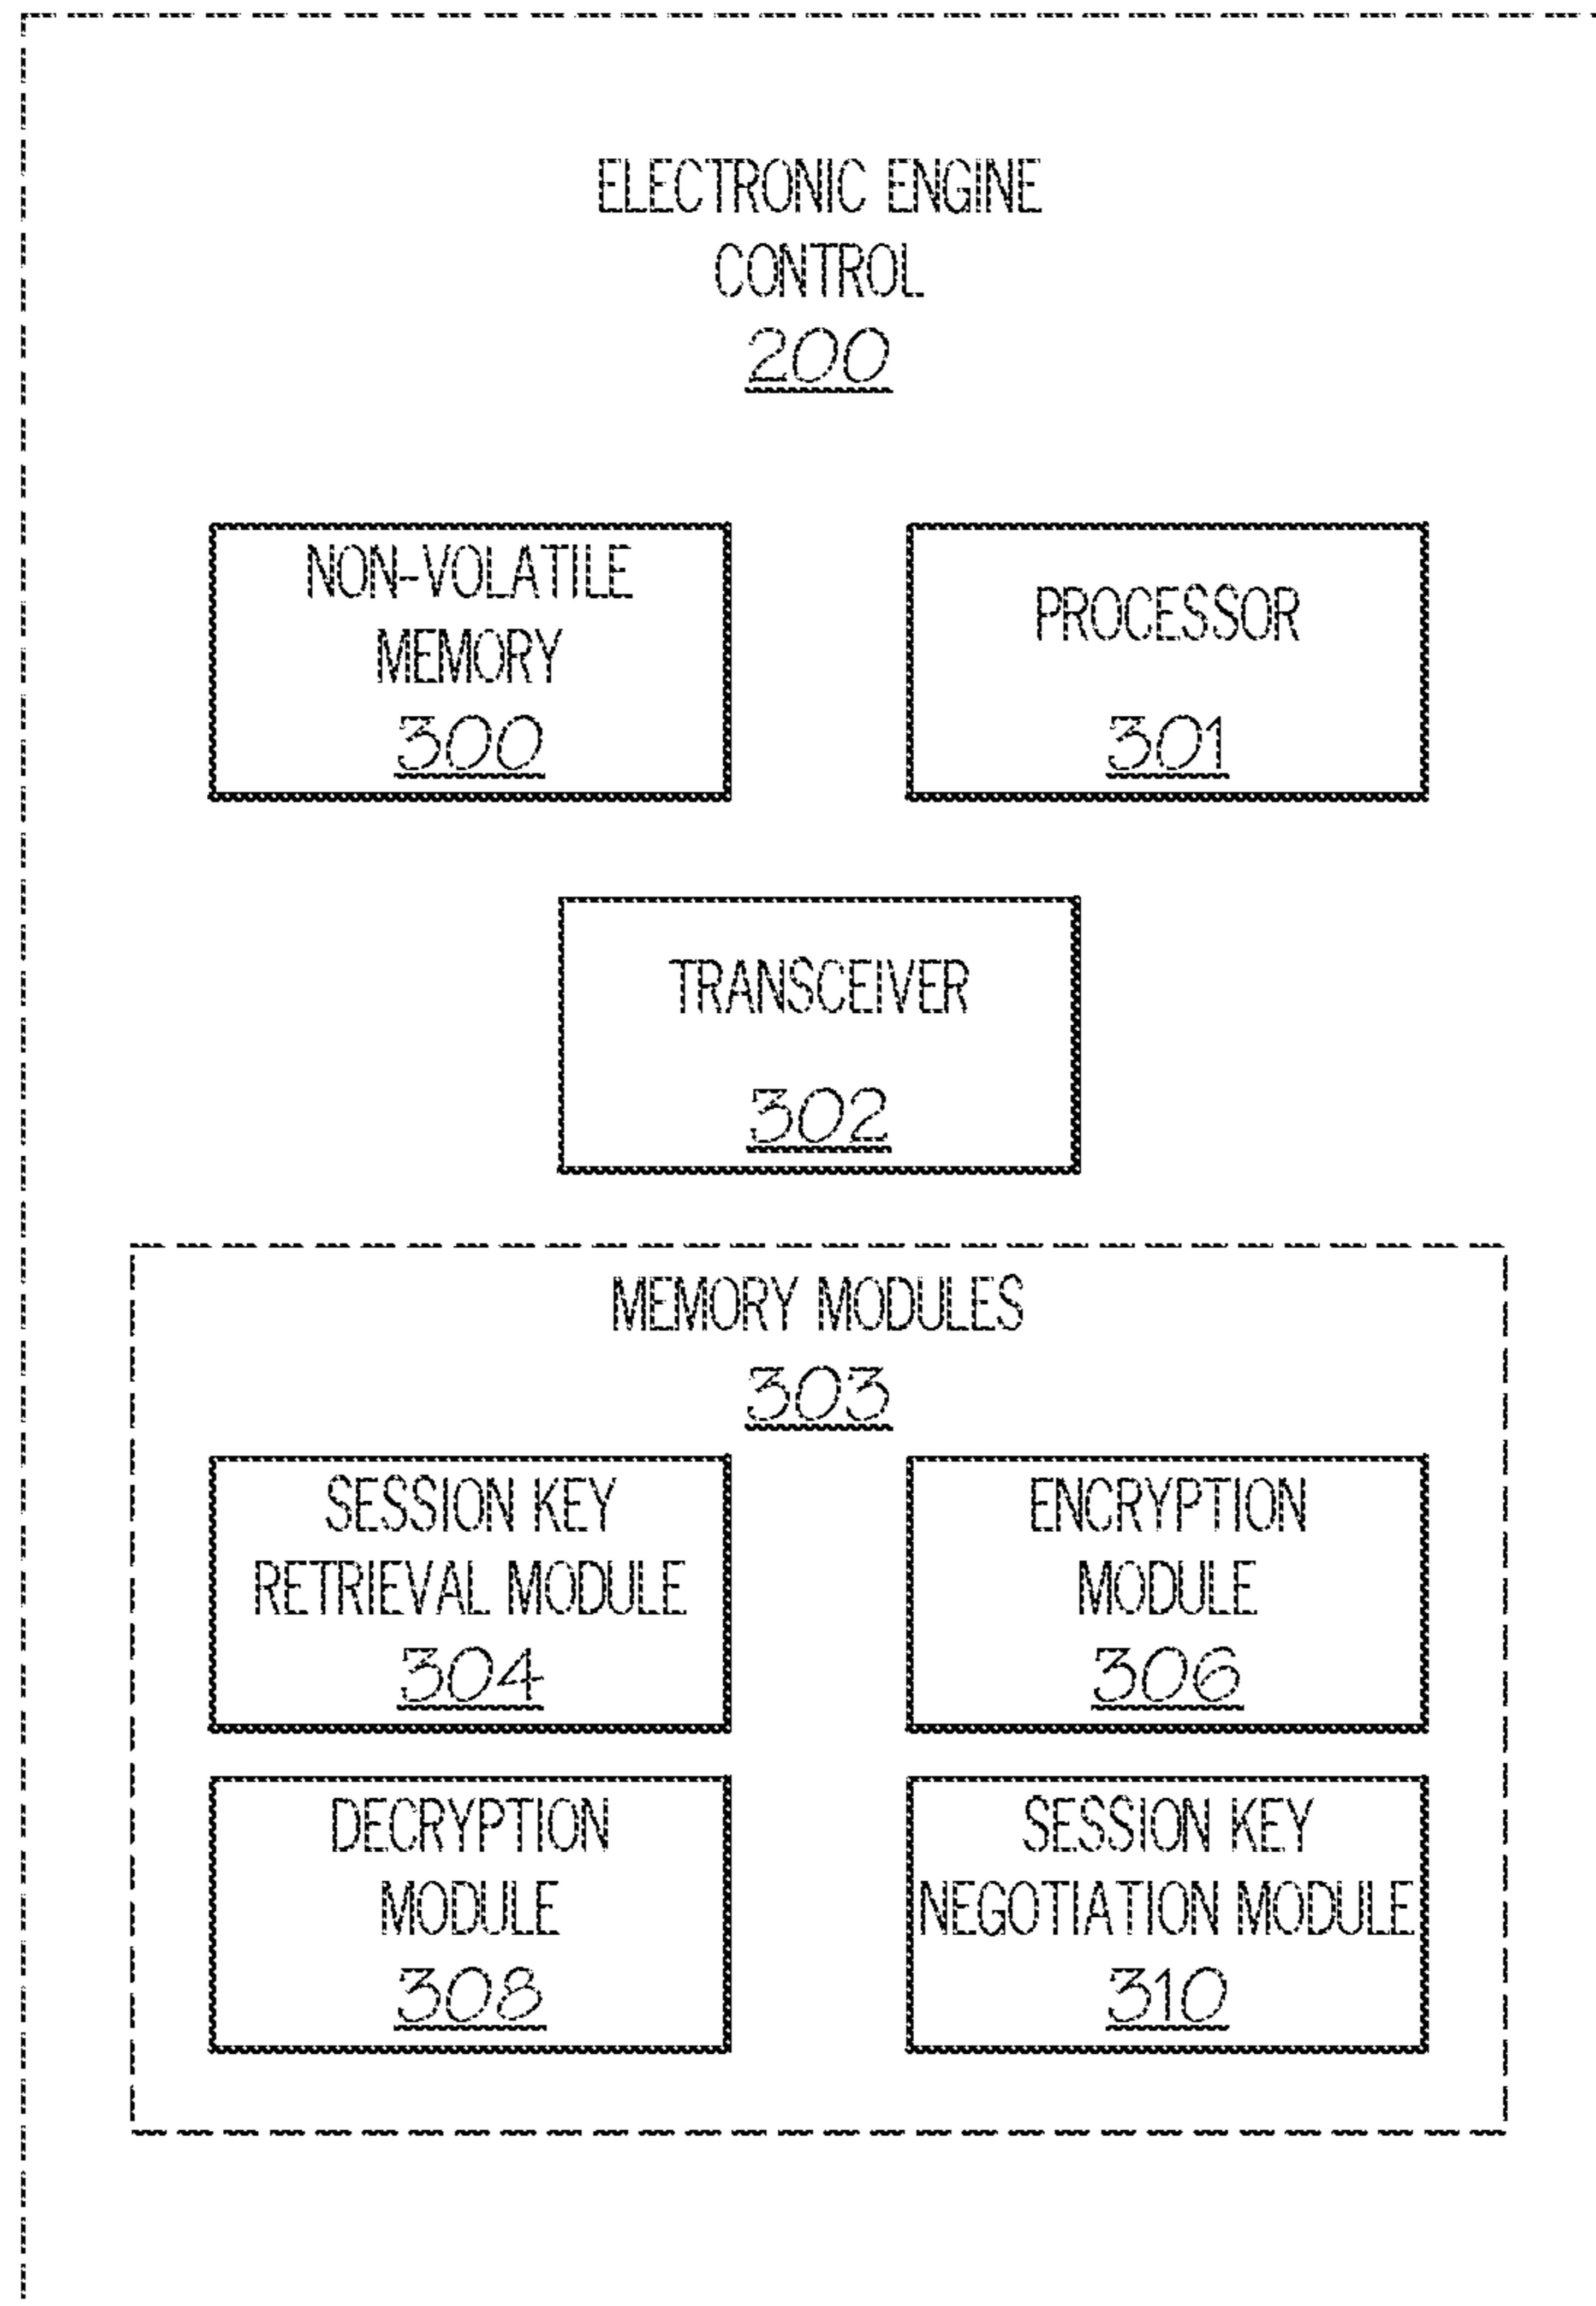 ELECTRONIC ENGINE
CONTROL
200
NON-VOLATILE
MEMORY
300
PROCESSOR
301
TRANSCEIVER
302
MEMORY MODULES
303
SESSION KEY
RETRIEVAL MODULE
304
ENCRYPTION
MODULE
306
DECRYPTION
MODULE
308
SESSION KEY
NEGOTIATION MODULE
310